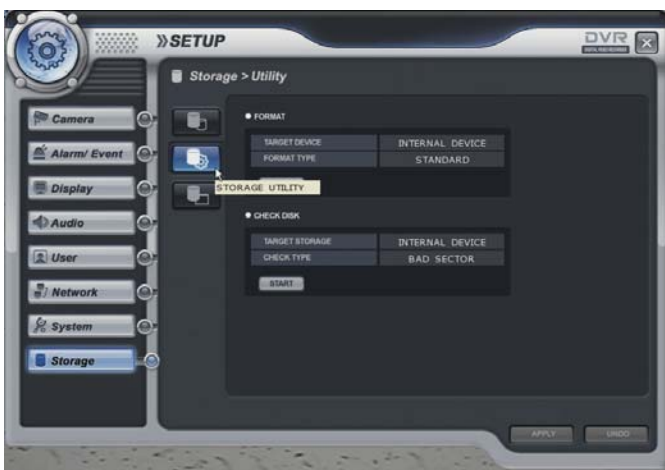 »SETUP
DVR
Storage > Utility
Camera
Alarm/ Event
Display
Audio
User
Network
System
Storage
FORMAT
TARGET DEVICE INTERNAL DEVICE
FORMAT TYPE STANDARD
STORAGE UTILITY
CHECK DISK
TARGET STORAGE INTERNAL DEVICE
CHECK TYPE BAD SECTOR
START
APPLY UNDO